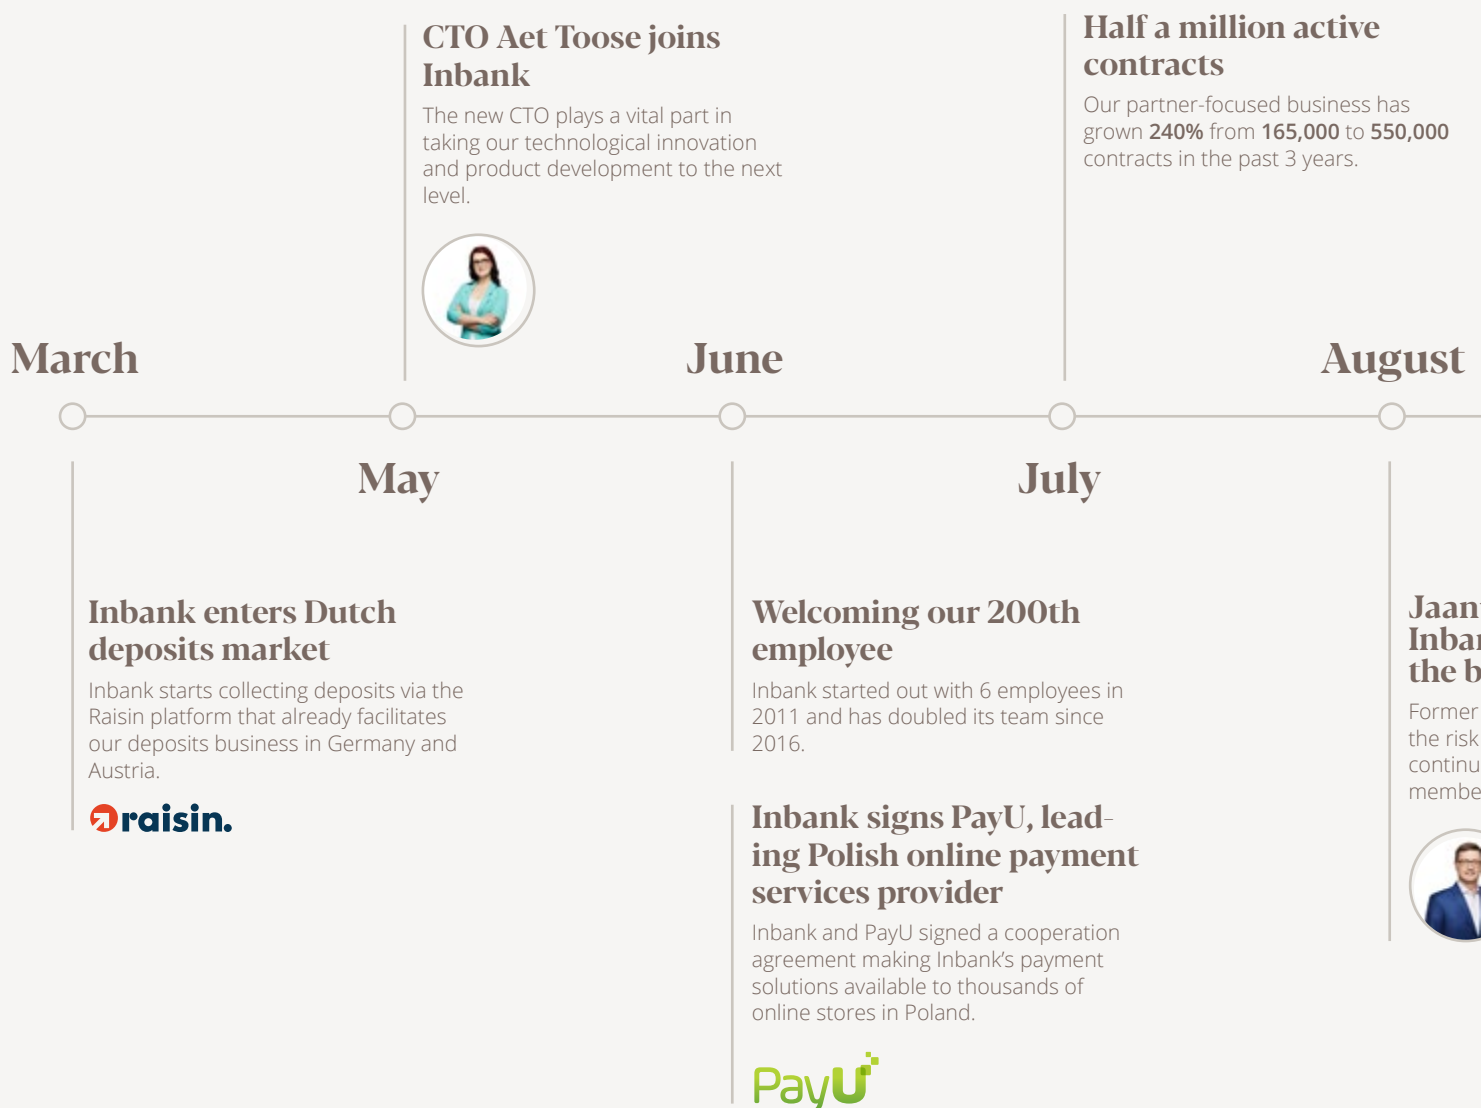 CTO Aet Toose joins
Inbank
The new CTO plays a vital part in
taking our technological innovation
and product development to the next
level.
Half a million active
contracts
Our partner-focused business has
grown 240% from 165,000 to 550,000
contracts in the past 3 years.
March
June
August
May
July
Inbank enters Dutch
deposits market
Inbank starts collecting deposits via the
Raisin platform that already facilitates
our deposits business in Germany and
Austria.
raisin.
Welcoming our 200th
employee
Inbank started out with 6 employees in
2011 and has doubled its team since
2016.
Inbank signs PayU, lead-
ing Polish online payment
services provider
Inbank and PayU signed a cooperation
agreement making Inbank's payment
solutions available to thousands of
online stores in Poland.
PayU
the
Former
the risk